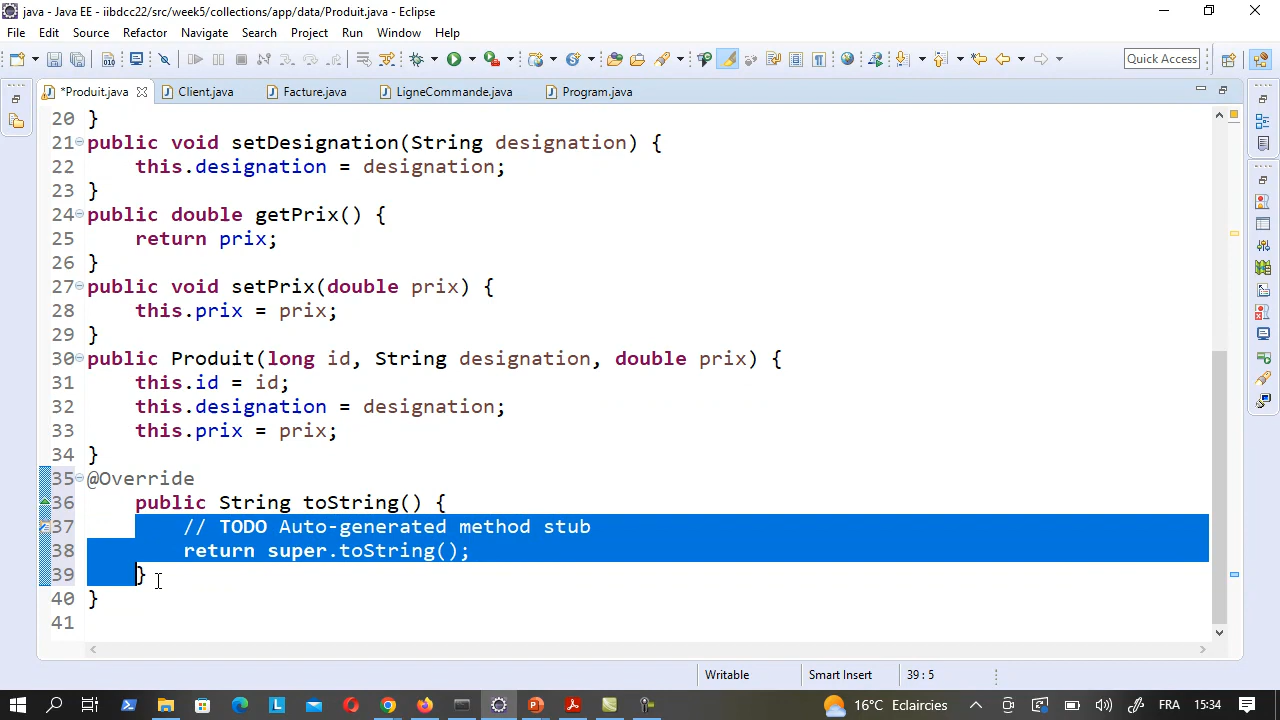 java - Java EE - iibdcc22/src/week5/collections/app/data/Produit.java - Eclipse
File Edit Source Refactor Navigate Search Project Run Window Help
Quick Access
*Produit.java Client.java Facture.java LigneCommande.java Program.java
20 }
21 public void setDesignation(String designation) {
22 this.designation = designation;
23 }
24 public double getPrix() {
25 return prix;
26 }
27 public void setPrix(double prix) {
28 this.prix = prix;
29 }
30 public Produit(long id, String designation, double prix) {
31 this.id = id;
32 this.designation = designation;
33 this.prix = prix;
34 }
35 @Override
36 public String toString() {
37 // TODO Auto-generated method stub
38 return super.toString();
39 }
40 }
41
Writable Smart Insert 39 : 5
16°C Eclaircies FRA 15:34